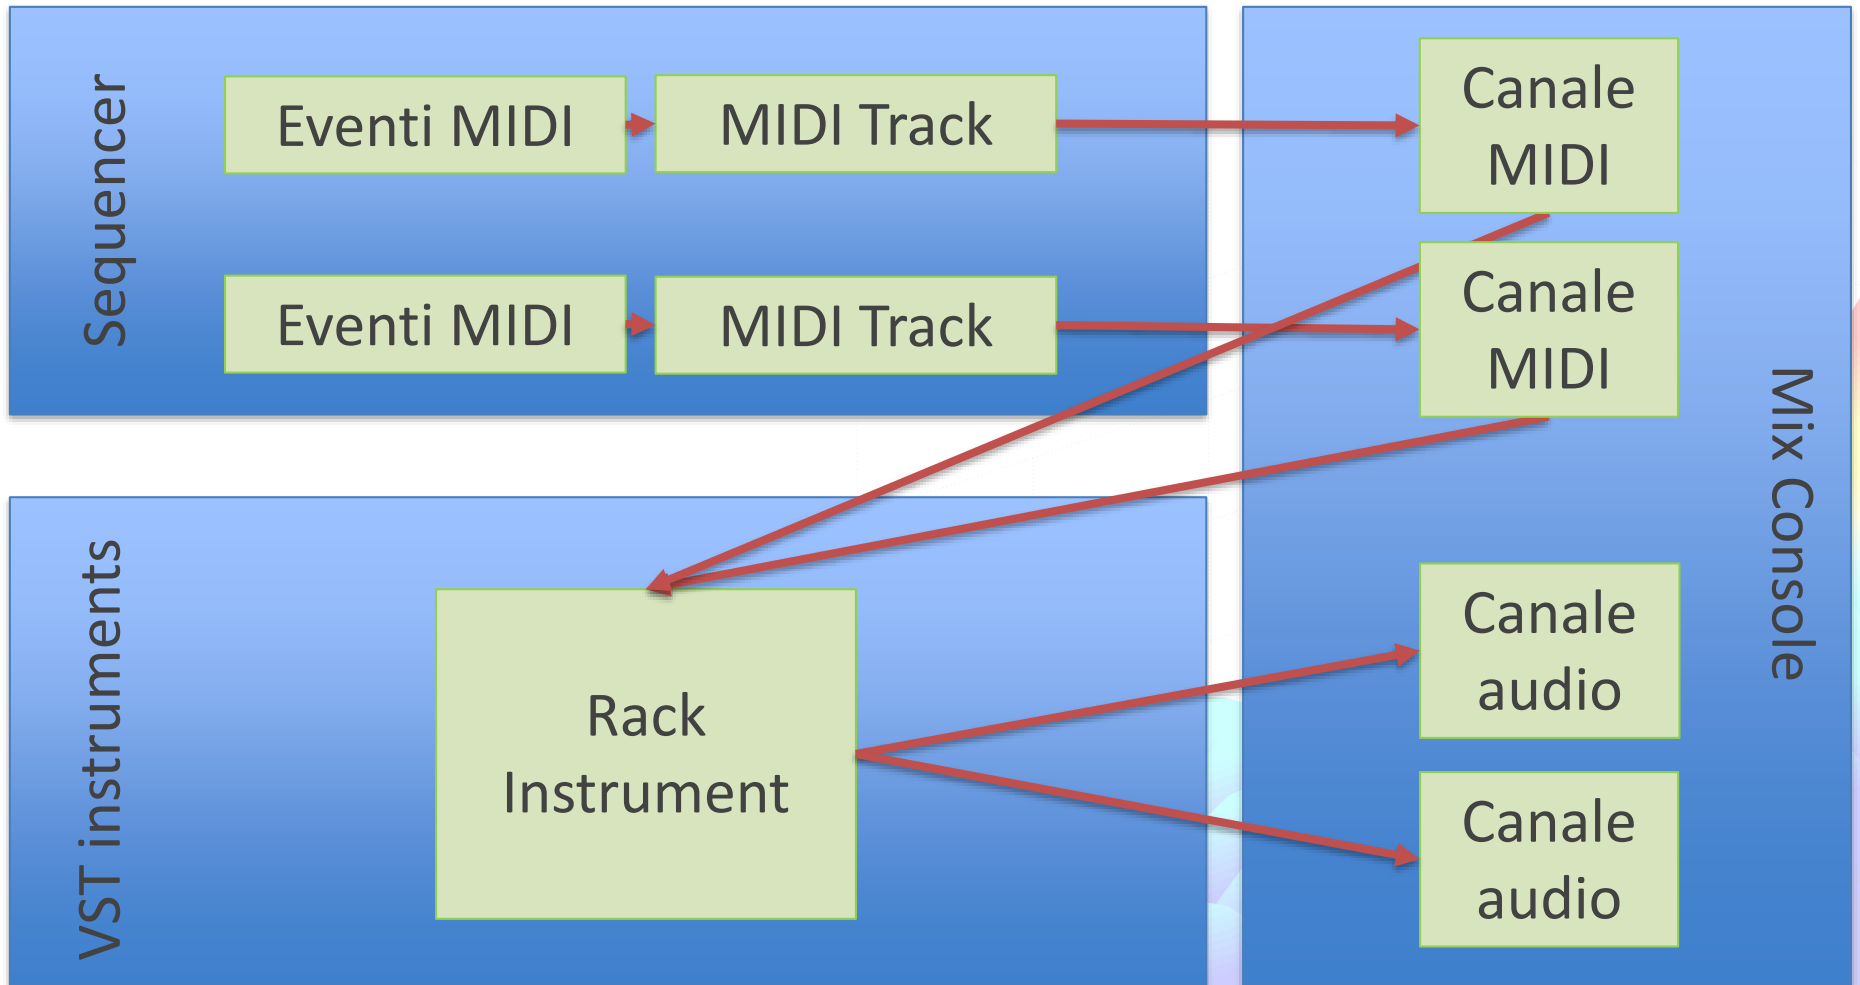 Sequencer
Eventi MIDI
MIDI Track
Eventi MIDI
MIDI Track
Canale
MIDI
Canale
MIDI
Mix Console
VST instruments
Rack
Instrument
Canale
audio
Canale
audio